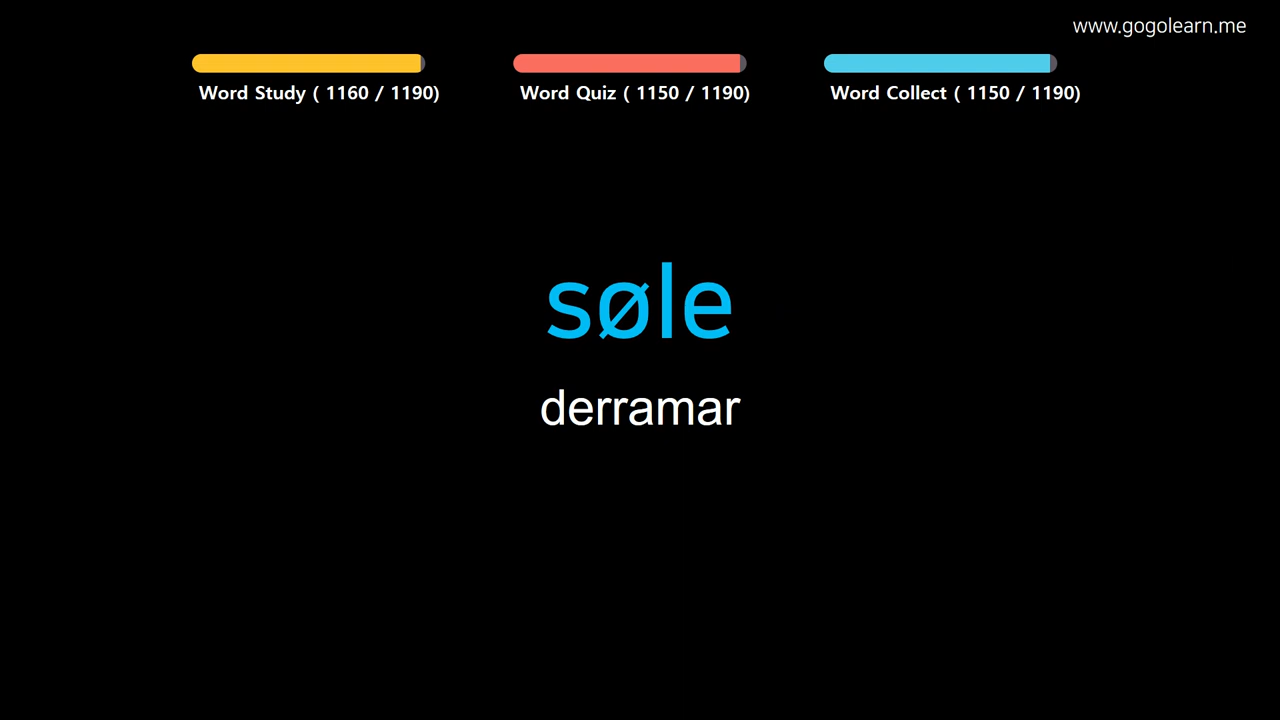 www.gogolearn.me
Word Study ( 1160 / 1190)
Word Quiz ( 1150 / 1190)
Word Collect ( 1150 / 1190)
søle
derramar